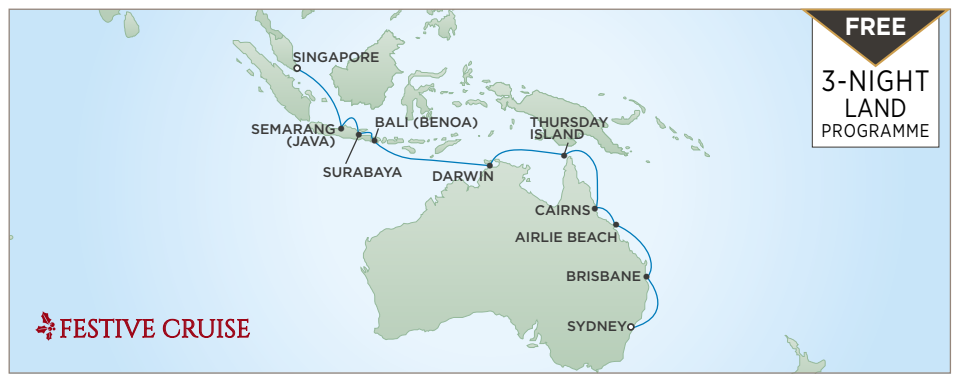 FREE
3-NIGHT
LAND
PROGRAMME
SINGAPORE
SEMARANG
(JAVA)
SURABAYA
BALI (BENOA)
DARWIN
THURSDAY
ISLAND
CAIRNS
AIRLIE BEACH
BRISBANE
SYDNEY
FESTIVE CRUISE